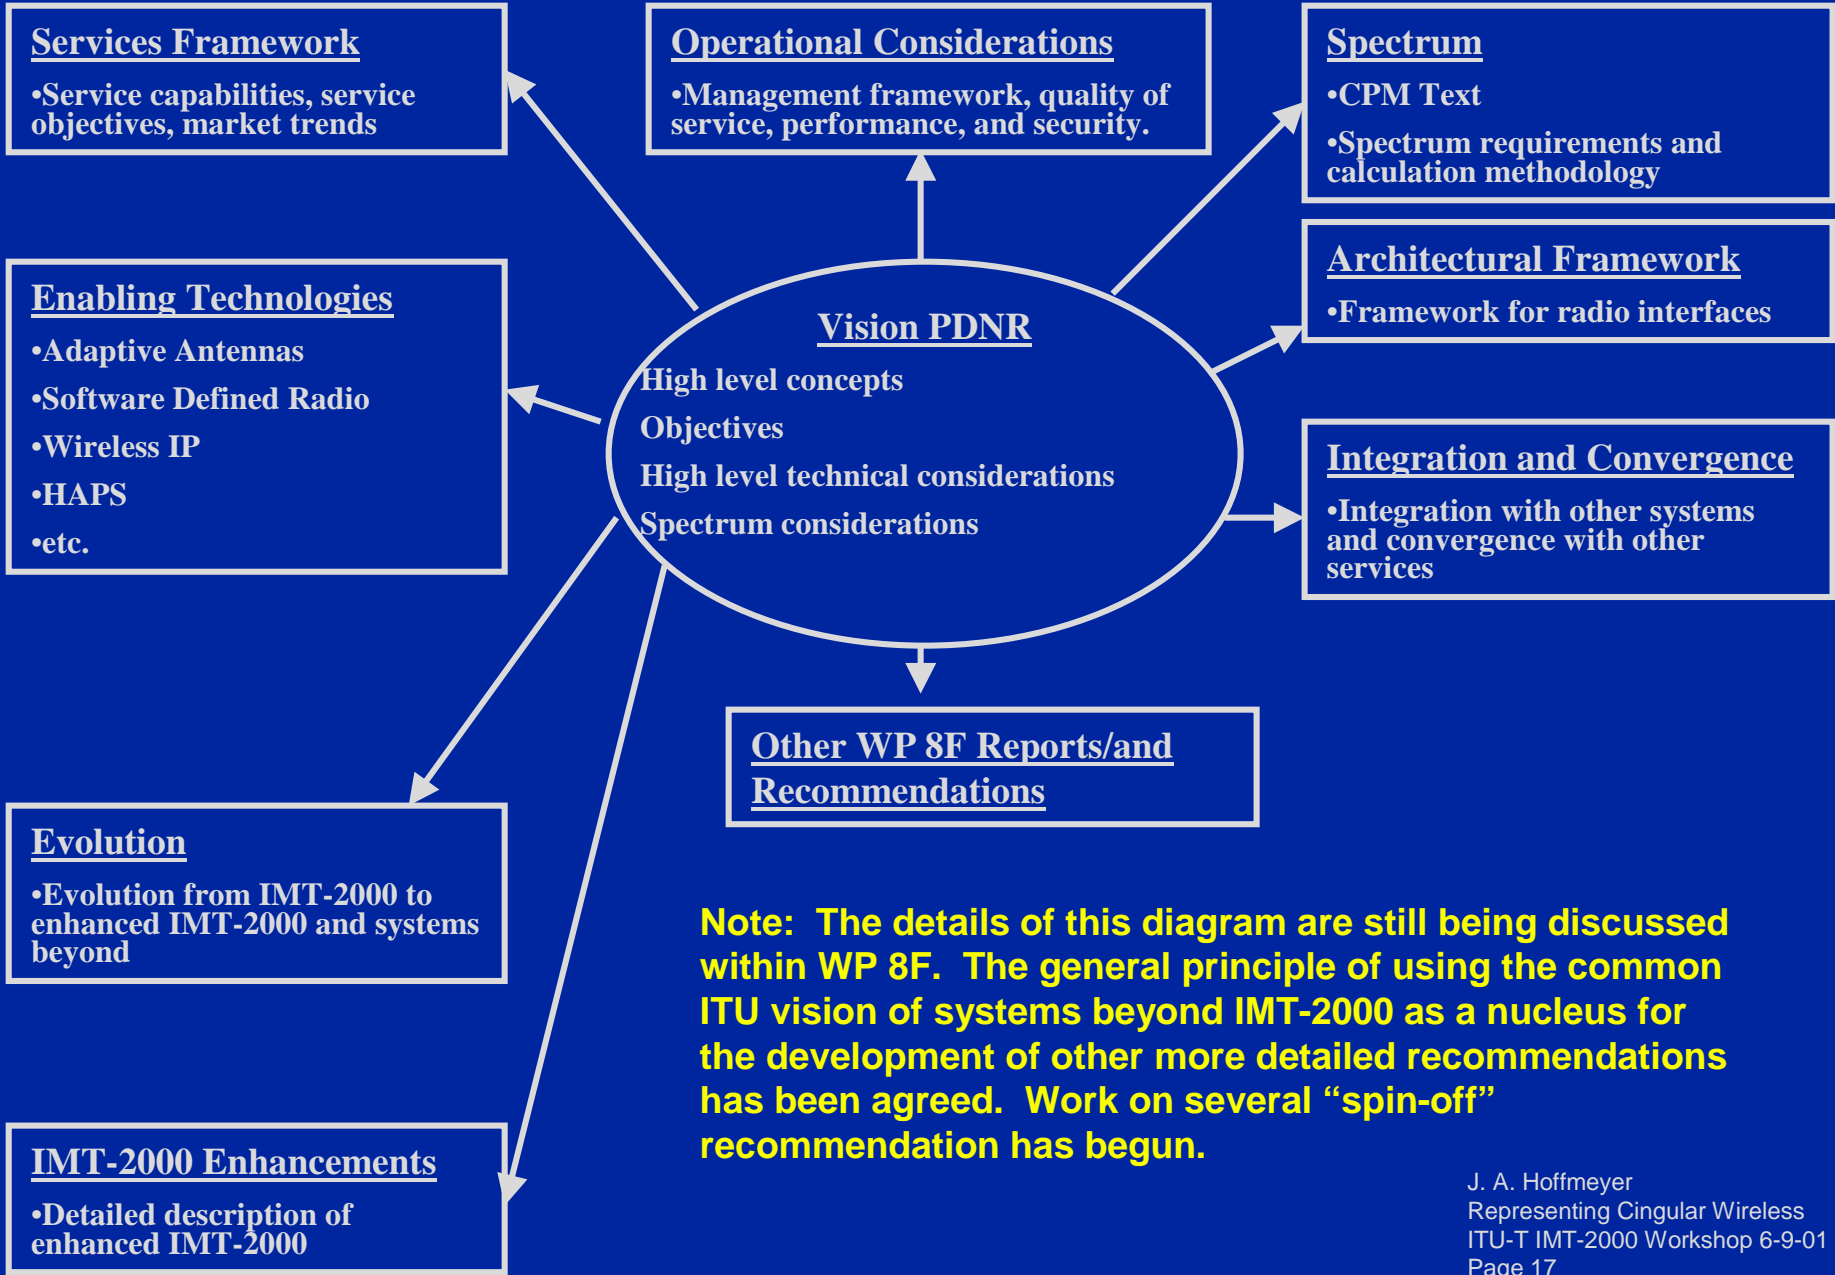 Services Framework
•Service capabilities, service
objectives, market trends
Operational Considerations
•Management framework, quality of
service, performance, and security.
Spectrum
•CPM Text
•Spectrum requirements and
calculation methodology
Enabling Technologies
•Adaptive Antennas
•Software Defined Radio
•Wireless IP
•HAPS
•etc.
Vision PDNR
High level concepts
Objectives
High level technical considerations
Spectrum considerations
Architectural Framework
•Framework for radio interfaces
Integration and Convergence
•Integration with other systems
and convergence with other
services
Other WP 8F Reports/and
Recommendations
Evolution
•Evolution from IMT-2000 to
enhanced IMT-2000 and systems
beyond
IMT-2000 Enhancements
•Detailed description of
enhanced IMT-2000
Note:  The details of this diagram are still being discussed
within WP 8F.  The general principle of using the common
ITU vision of systems beyond IMT-2000 as a nucleus for
the development of other more detailed recommendations
has been agreed.  Work on several “spin-off”
recommendation has begun.
J. A. Hoffmeyer
Representing Cingular Wireless
ITU-T IMT-2000 Workshop 6-9-01
Page 17